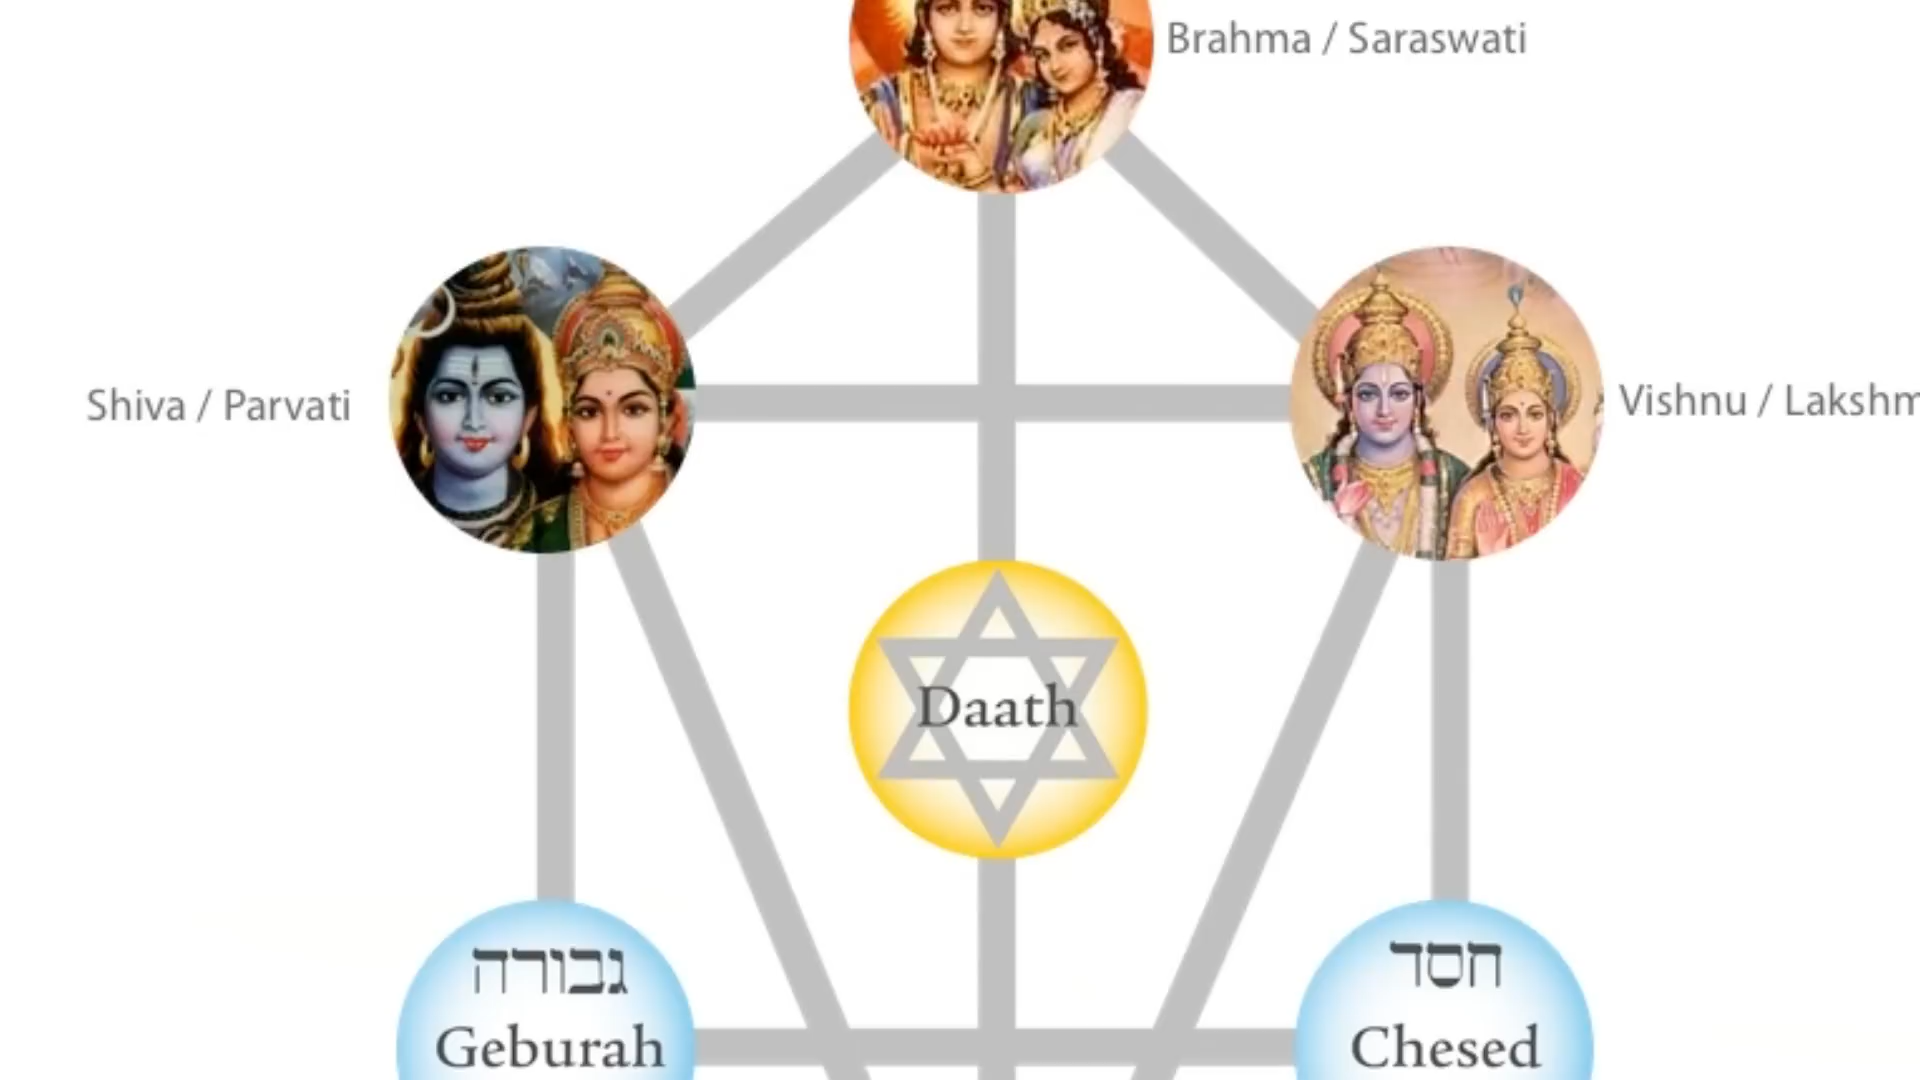 Brahma / Saraswati
Shiva / Parvati
Vishnu / Lakshm
Daath
גבורה
Geburah
חסד
Chesed